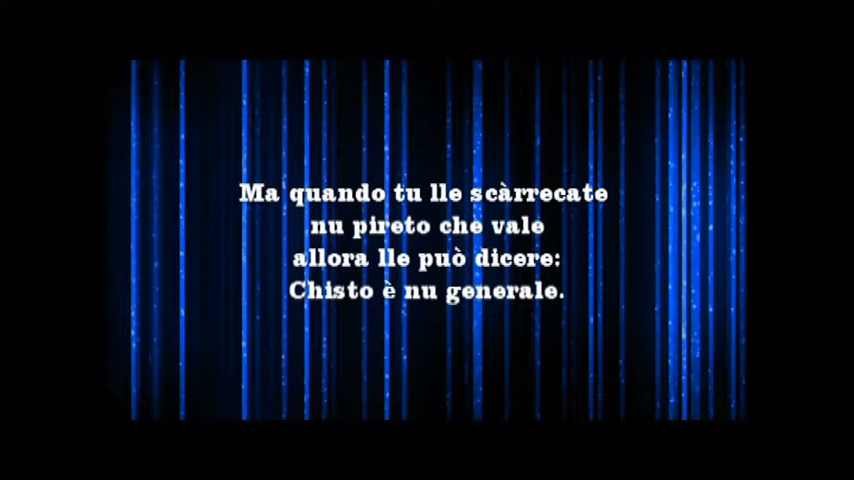 Ma quando tu lle scàrrecate
nu pireto che vale
allora lle può dicere:
Chisto è nu generale.